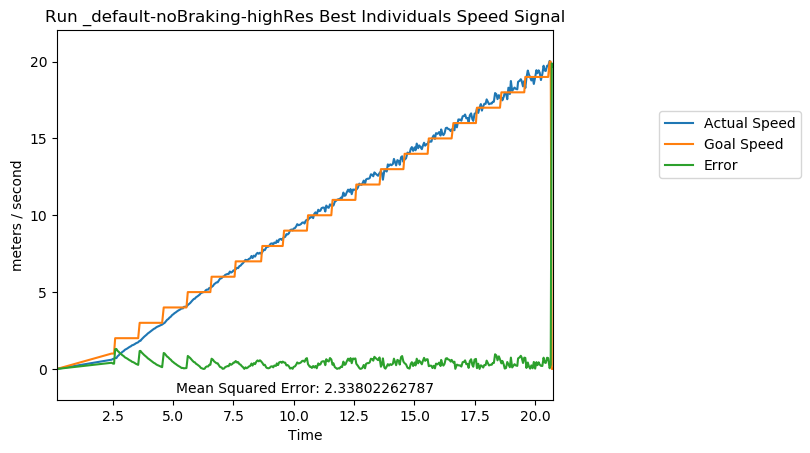 Run _default-noBraking-highRes Best Individuals Speed Signal
20
15
10
5
0
meters / second
Actual Speed
Goal Speed
Error
Mean Squared Error: 2.33802262787
2.5 5.0 7.5 10.0 12.5 15.0 17.5 20.0
Time